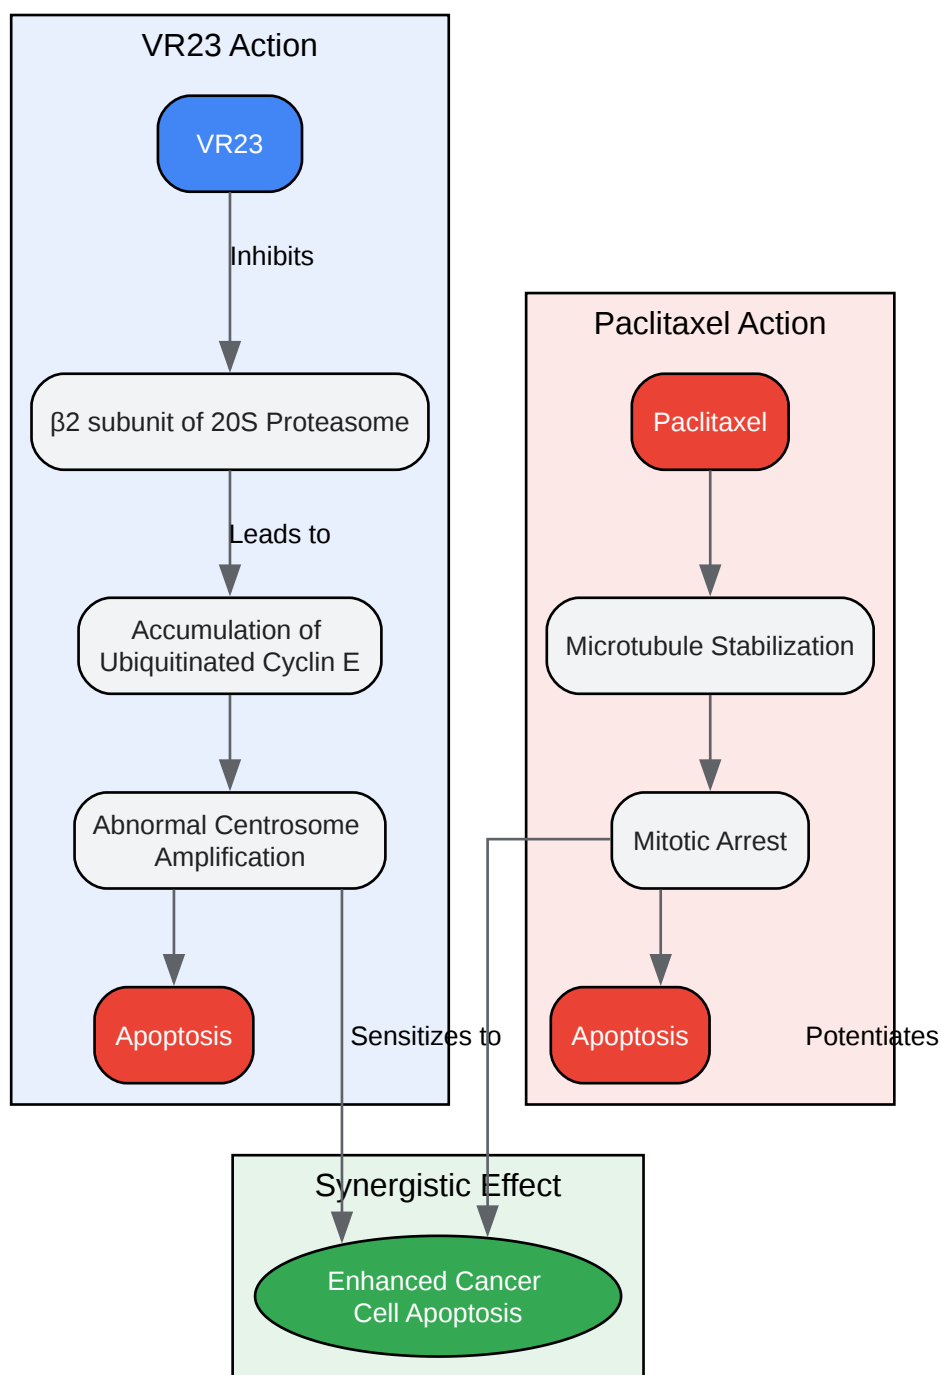 VR23 Action
VR23
Inhibits
β2 subunit of 20S Proteasome
Leads to
Accumulation of
Ubiquitinated Cyclin E
Abnormal Centrosome
Amplification
Apoptosis
Sensitizes to
Paclitaxel Action
Paclitaxel
Microtubule Stabilization
Mitotic Arrest
Apoptosis
Potentiates
Synergistic Effect
Enhanced Cancer
Cell Apoptosis